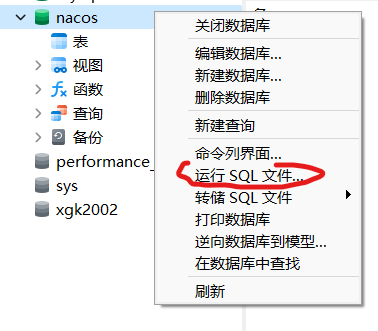 nacos
表
视图
函数
查询
备份
performance_
sys
xgk2002
关闭数据库
编辑数据库...
新建数据库...
删除数据库
新建查询
命令列界面...
运行 SQL 文件...
转储 SQL 文件
打印数据库
逆向数据库到模型...
在数据库中查找
刷新